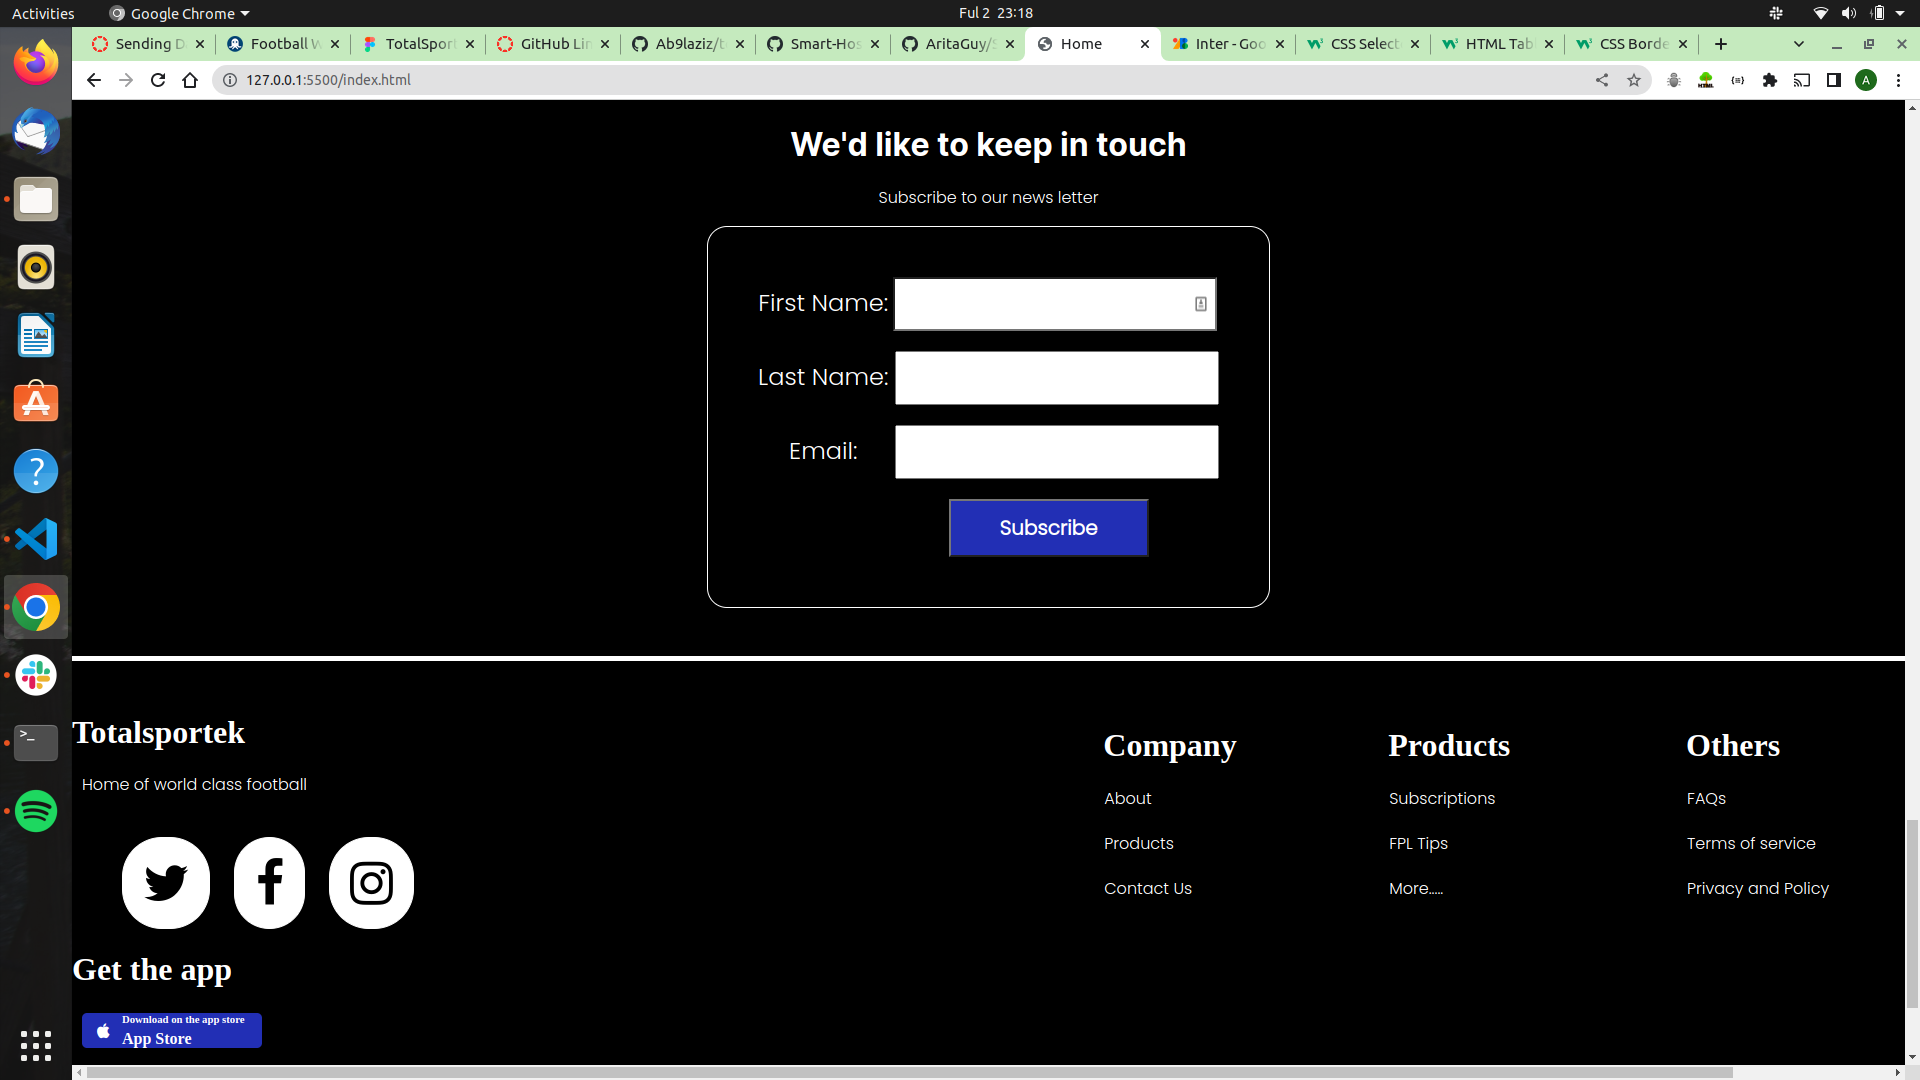 Activities
Google Chrome
Ful 2 23:18
Sending D
Football W
TotalSport
GitHub Lin
Ab9laziz/t
Smart-Hos
AritaGuy/S
Home
Inter - Goo
CSS Select
HTML Tab
CSS Borde
127.0.0.1:5500/index.html
A
We'd like to keep in touch
Subscribe to our news letter
First Name:
Last Name:
Email:
Subscribe
Totalsportek
Home of world class football
Company
About
Products
Contact Us
Products
Subscriptions
FPL Tips
More.....
Others
FAQs
Terms of service
Privacy and Policy
Get the app
Download on the app store
App Store